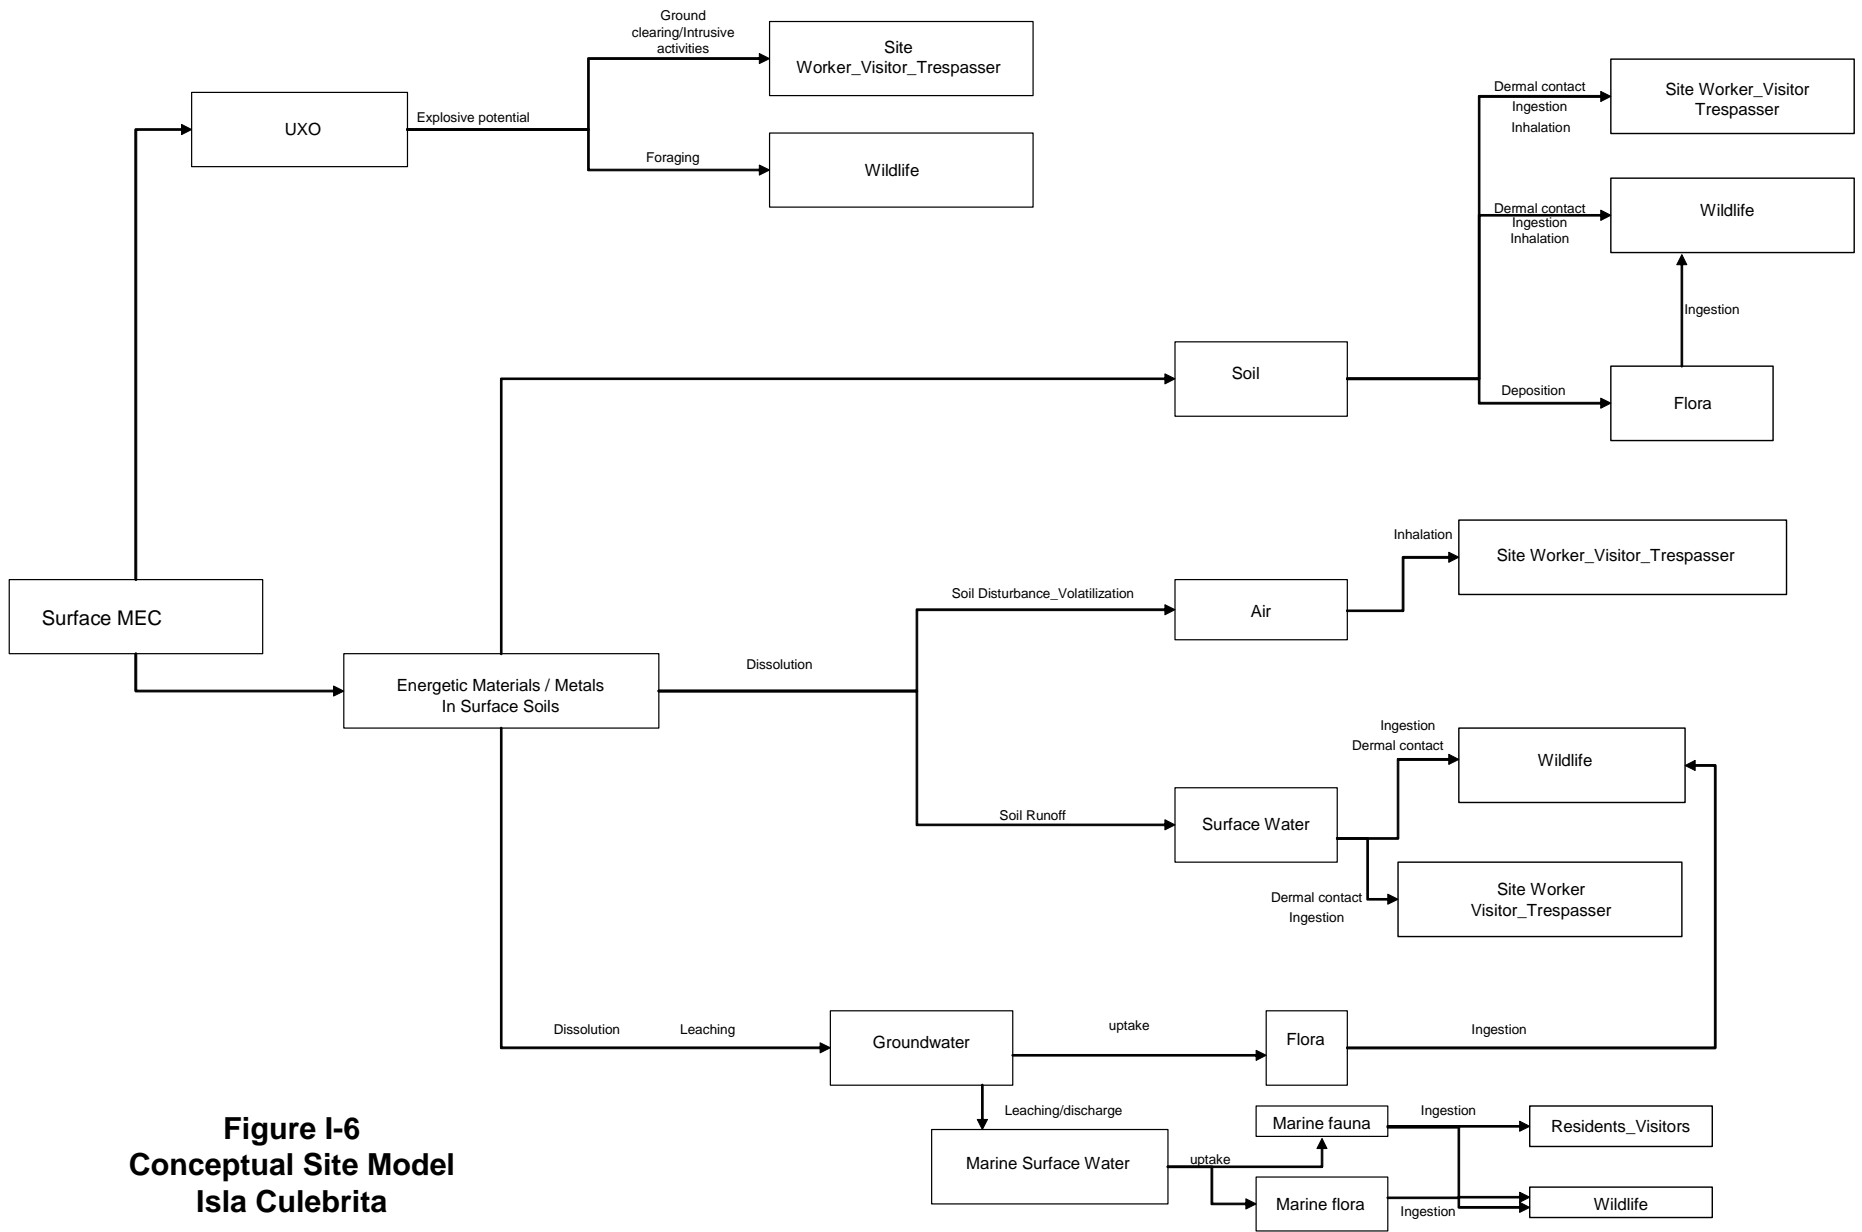 Ground
clearing/Intrusive
activities
Site
Worker_Visitor_Trespasser
UXO
Explosive potential
Foraging
Wildlife
Dermal contact
Ingestion
Inhalation
Site Worker_Visitor
Trespasser
Dermal contact
Ingestion
Inhalation
Wildlife
Ingestion
Soil
Deposition
Flora
Surface MEC
Energetic Materials / Metals
In Surface Soils
Dissolution
Soil Disturbance_Volatilization
Air
Inhalation
Site Worker_Visitor_Trespasser
Soil Runoff
Surface Water
Ingestion
Dermal contact
Wildlife
Dermal contact
Ingestion
Site Worker
Visitor_Trespasser
Dissolution
Leaching
Groundwater
uptake
Flora
Ingestion
Leaching/discharge
Marine Surface Water
uptake
Marine fauna
Ingestion
Residents_Visitors
Marine flora
Ingestion
Wildlife
Figure I-6
Conceptual Site Model
Isla Culebrita